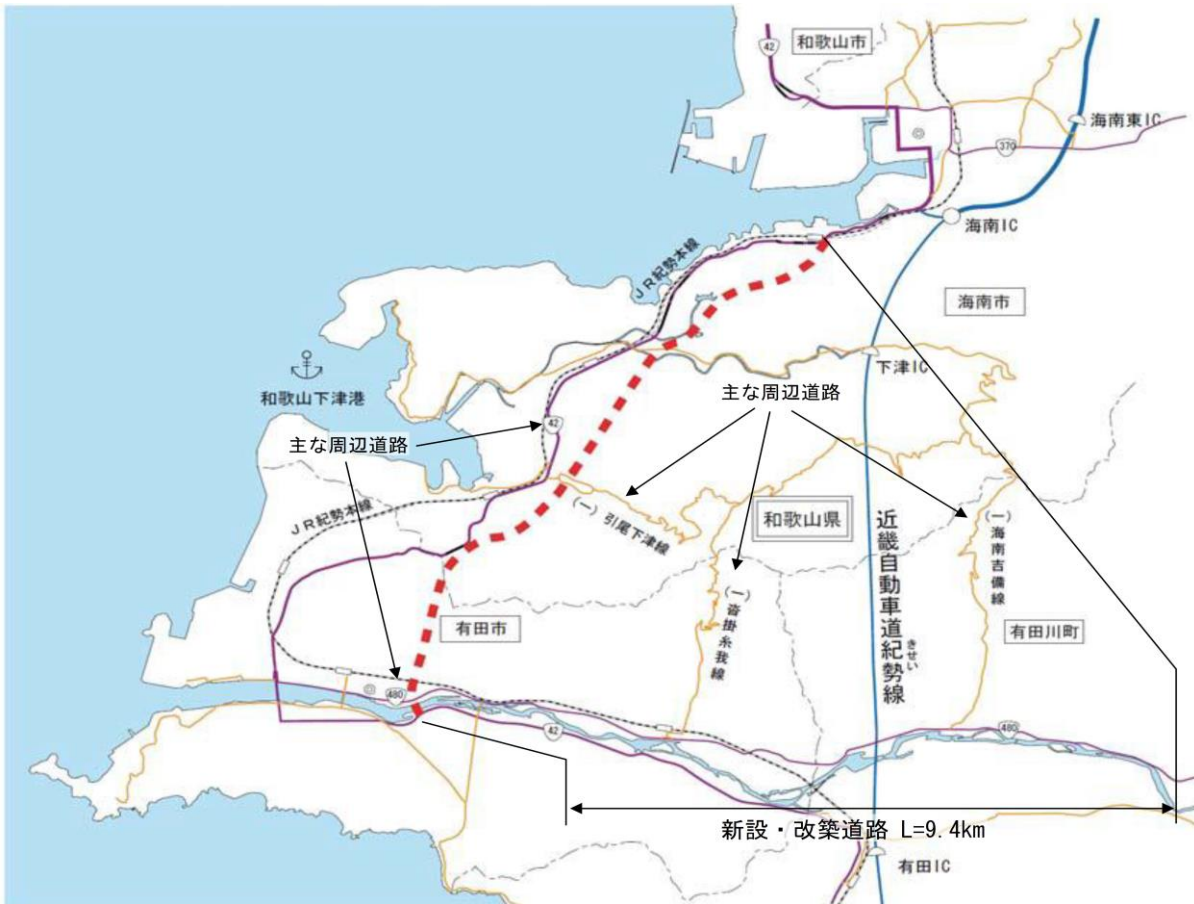 42
和歌山市
海南東IC
370
海南IC
JR紀勢本線
海南市
下津IC
和歌山下津港
主な周辺道路
主な周辺道路
42
JR紀勢本線
(一)引尾下津線
和歌山県
近畿自動車道紀勢線
きせい
(一)海南吉備線
(一)沓掛糸我線
有田市
有田川町
480
42
480
新設・改築道路 L=9.4km
有田IC